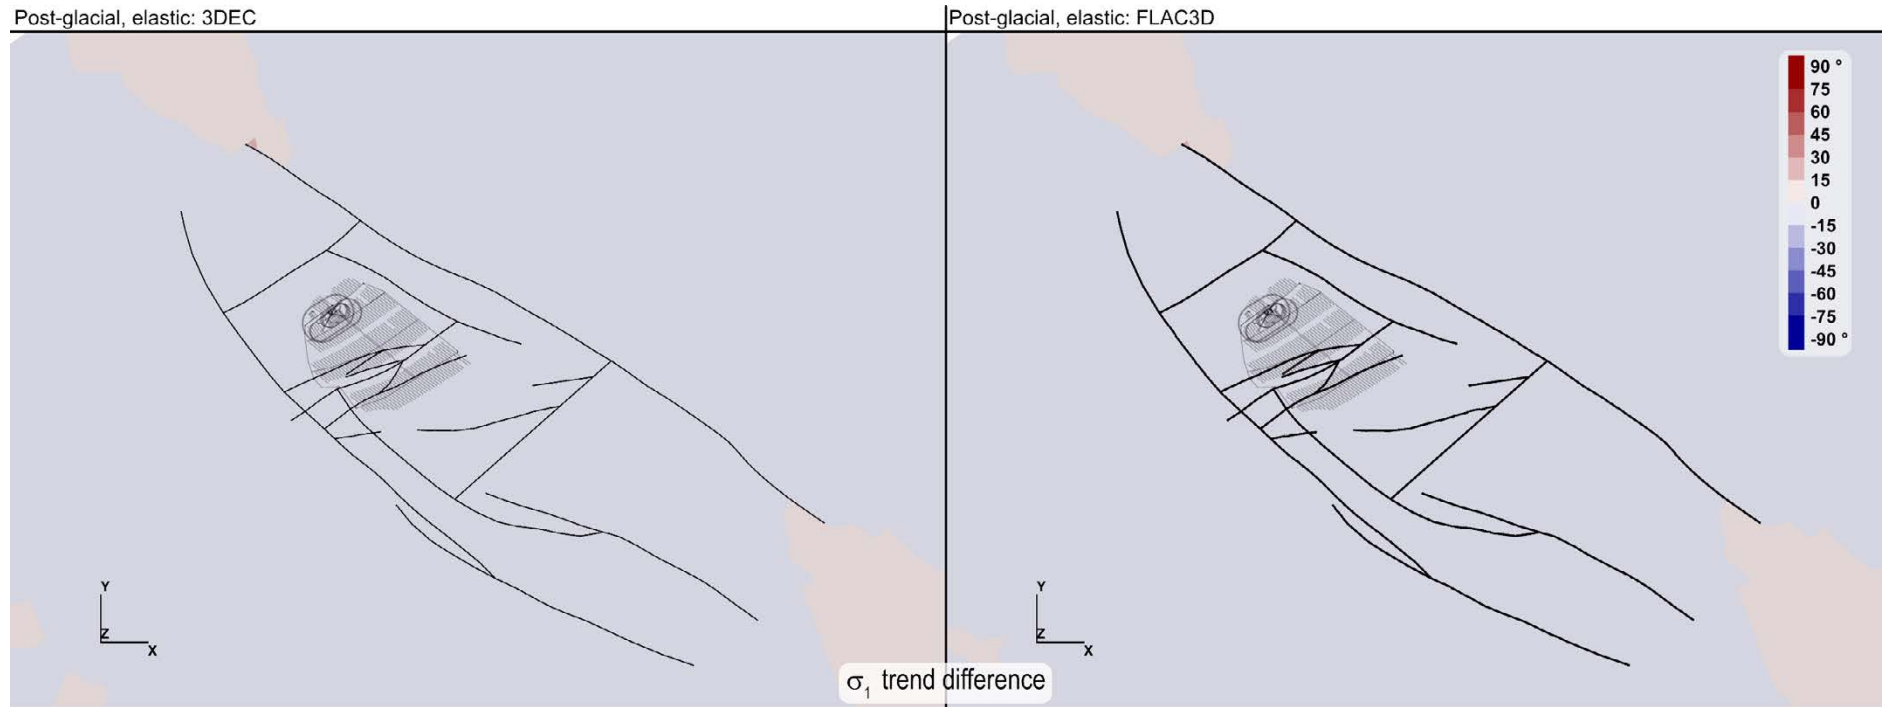 Post-glacial, elastic: 3DEC
Post-glacial, elastic: FLAC3D
90 °
75
60
45
30
15
0
-15
-30
-45
-60
-75
-90 °
Y
Z
X
Y
Z
X
σ₁ trend difference